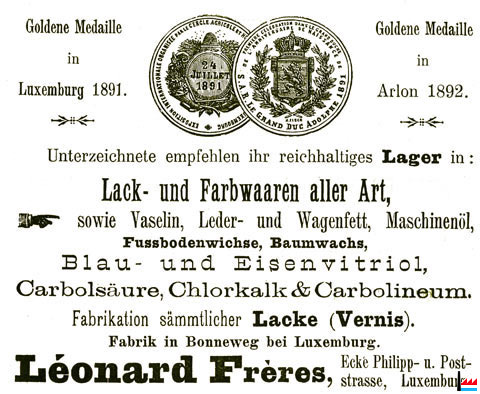 Goldene Medaille
in
Luxemburg 1891.
24
JUILLET
1891
S.A.R. LE GRAND DUC ADOLPHE 1891
Goldene Medaille
in
Arlon 1892.
Unterzeichnete empfehlen ihr reichhaltiges Lager in:
Lack- und Farbwaaren aller Art,
sowie Vaselin, Leder- und Wagenfett, Maschinenöl,
Fussbodenwichse, Baumwachs,
Blau- und Eisenvitriol,
Carbolsäure, Chlorkalk & Carbolineum.
Fabrikation sämmtlicher Lacke (Vernis).
Fabrik in Bonneweg bei Luxemburg.
Léonard Frères, Ecke Philipp- u. Post-
strasse, Luxemburg